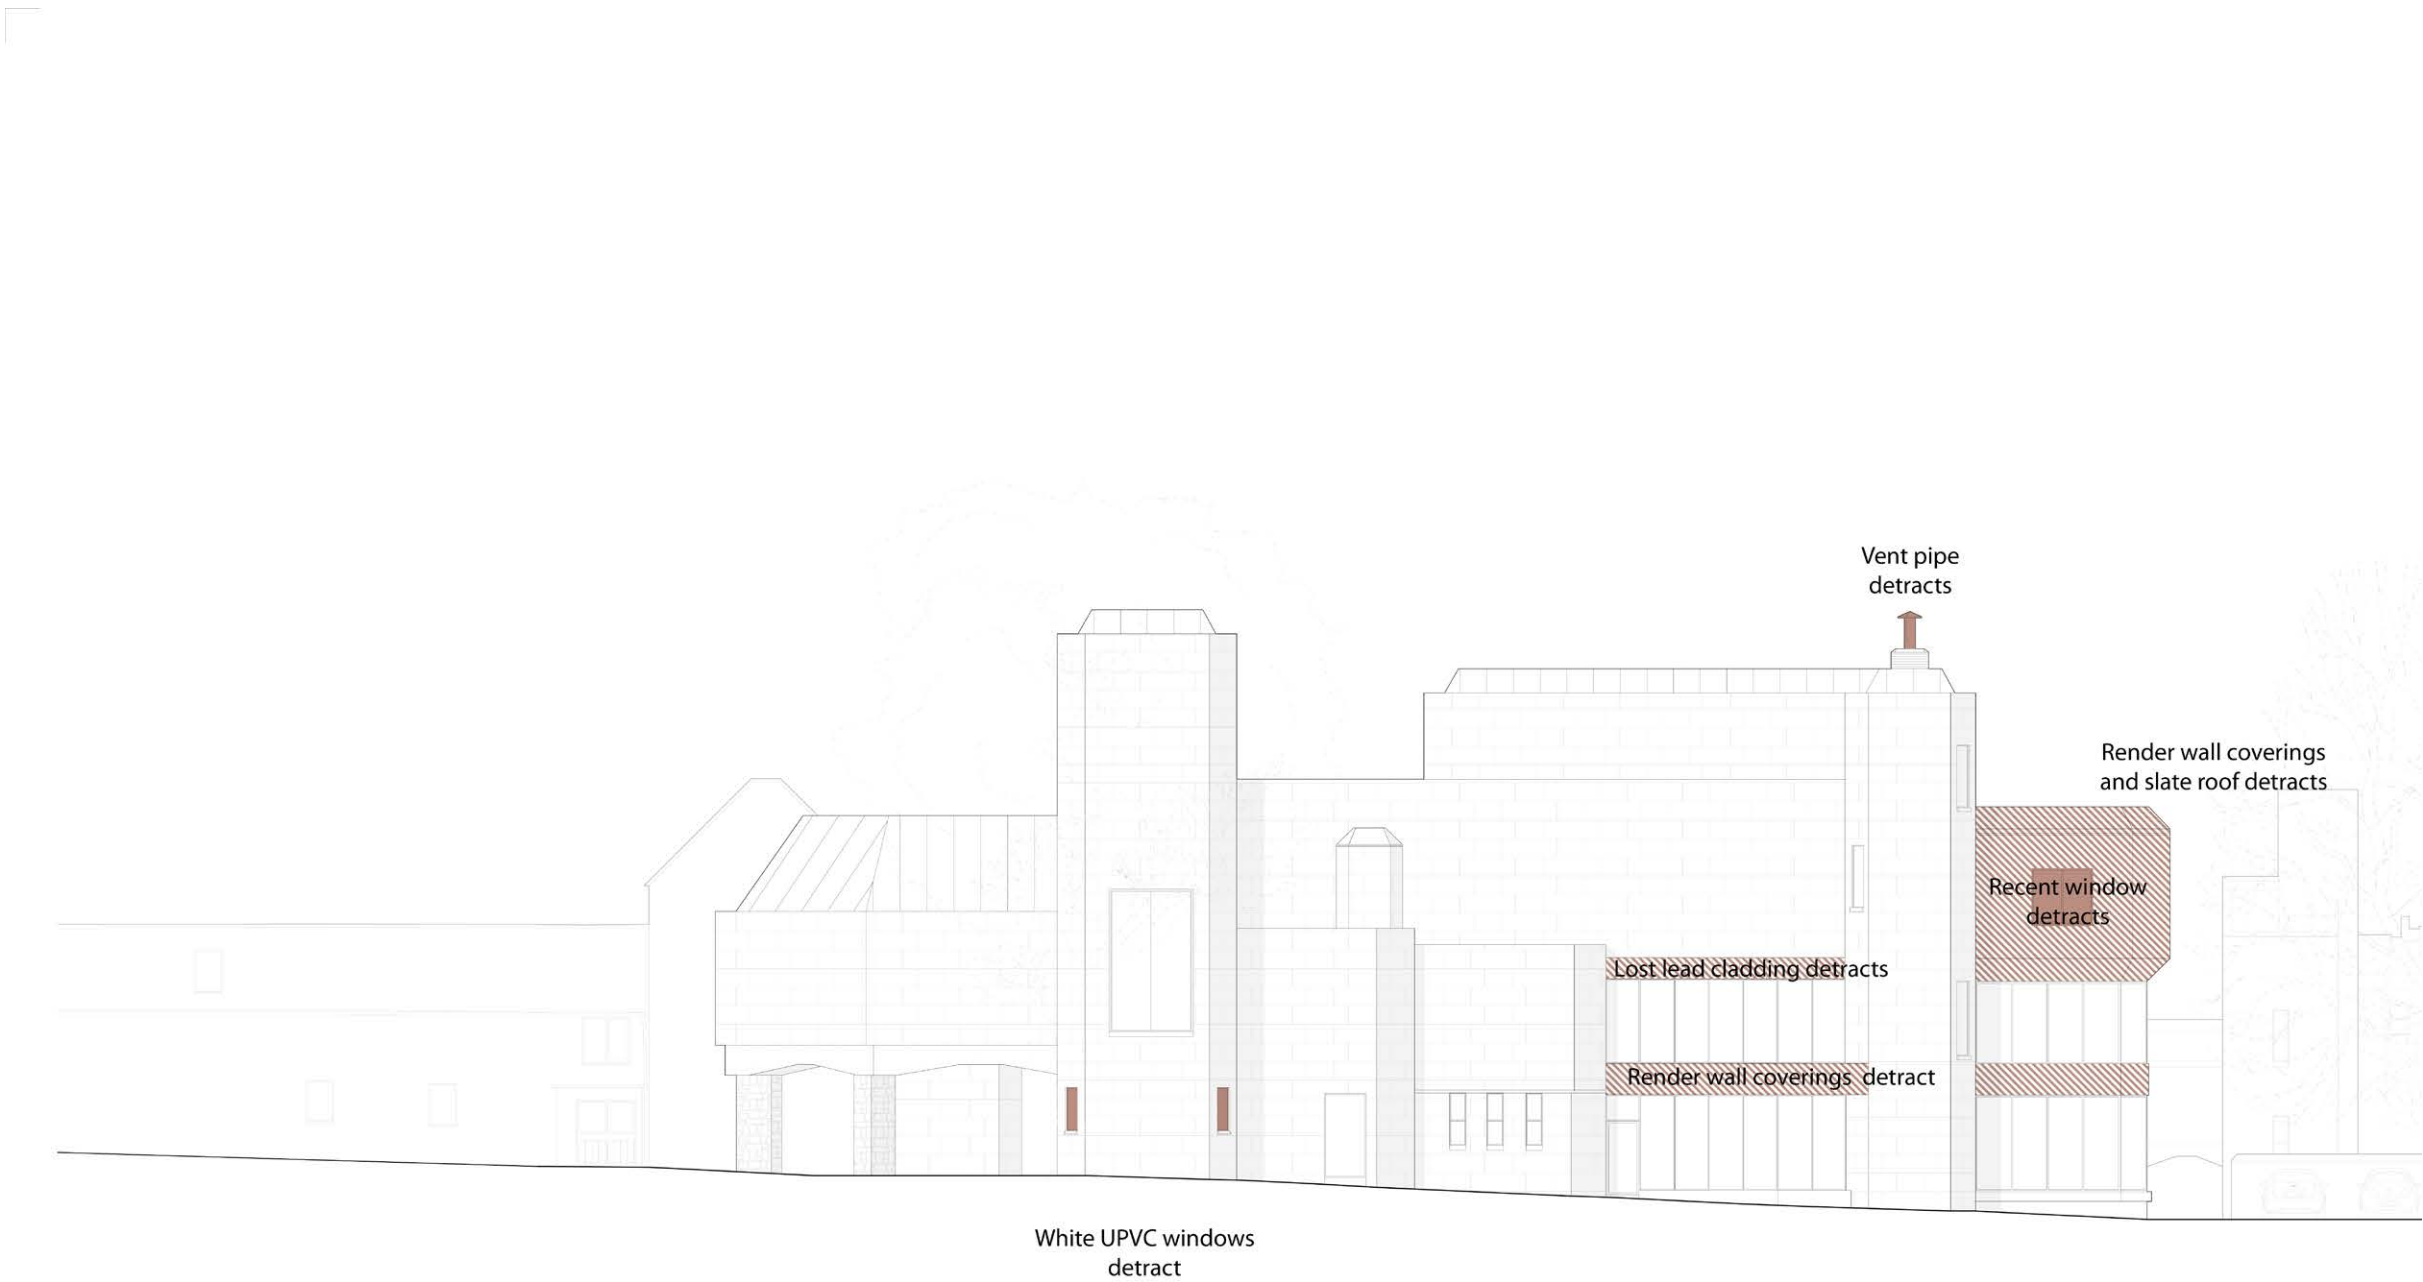 Vent pipe
detracts
Render wall coverings
and slate roof detracts
Recent window
detracts
Lost lead cladding detracts
Render wall coverings detract
White UPVC windows
detract